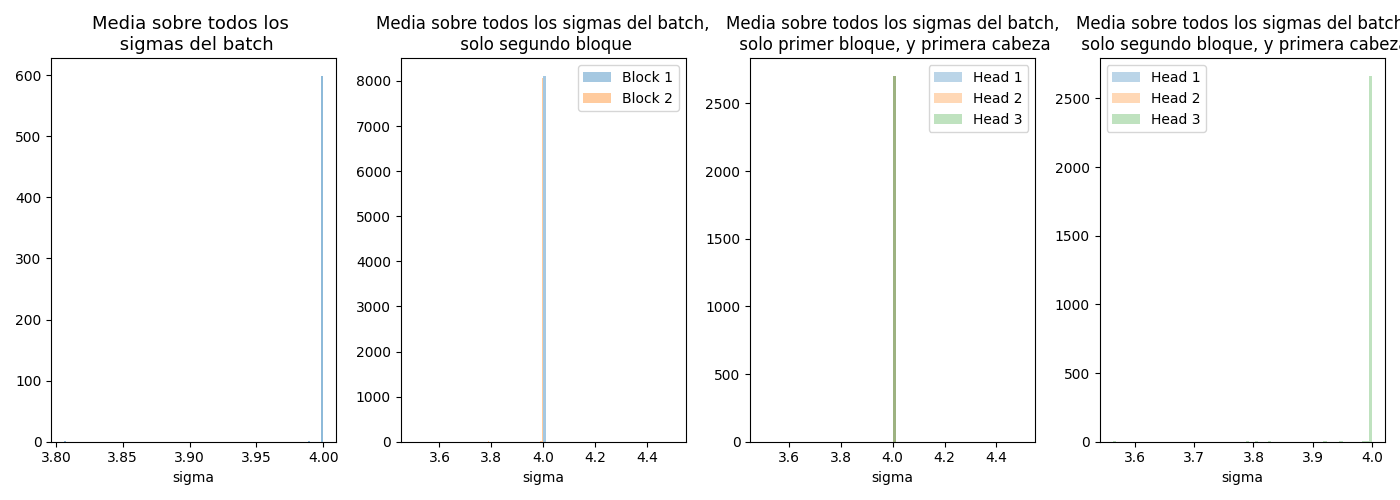 Media sobre todos los
sigmas del batch
600
500
400
300
200
100
0
3.80
3.85
3.90
3.95
4.00
sigma
Media sobre todos los sigmas del batch,
solo segundo bloque
Block 1
Block 2
8000
7000
6000
5000
4000
3000
2000
1000
0
3.6
3.8
4.0
4.2
4.4
sigma
Media sobre todos los sigmas del batch,
solo primer bloque, y primera cabeza
Head 1
Head 2
Head 3
2500
2000
1500
1000
500
0
3.6
3.8
4.0
4.2
4.4
sigma
Media sobre todos los sigmas del batch
solo segundo bloque, y primera cabeza
Head 1
Head 2
Head 3
2500
2000
1500
1000
500
0
3.6
3.7
3.8
3.9
4.0
sigma